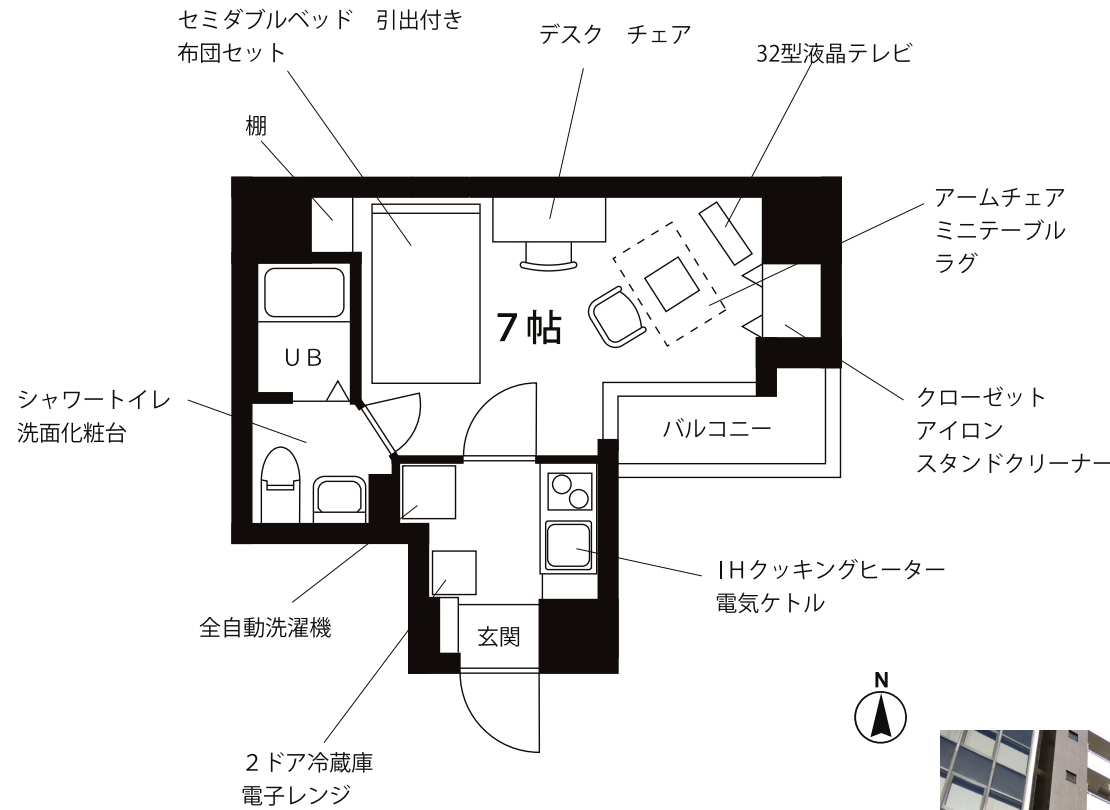 セミダブルベッド　引出付き
布団セット
デスク　チェア
32型液晶テレビ
棚
アームチェア
ミニテーブル
ラグ
7帖
UB
シャワートイレ
洗面化粧台
バルコニー
クローゼット
アイロン
スタンドクリーナー
IHクッキングヒーター
電気ケトル
全自動洗濯機
玄関
N
2ドア冷蔵庫
電子レンジ